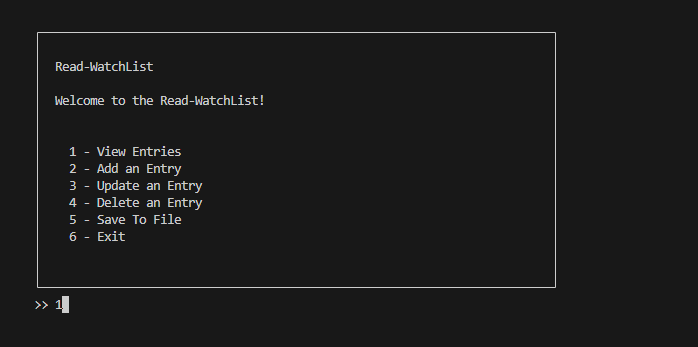 Read-WatchList
Welcome to the Read-WatchList!
1 - View Entries
2 - Add an Entry
3 - Update an Entry
4 - Delete an Entry
5 - Save To File
6 - Exit
>> 1